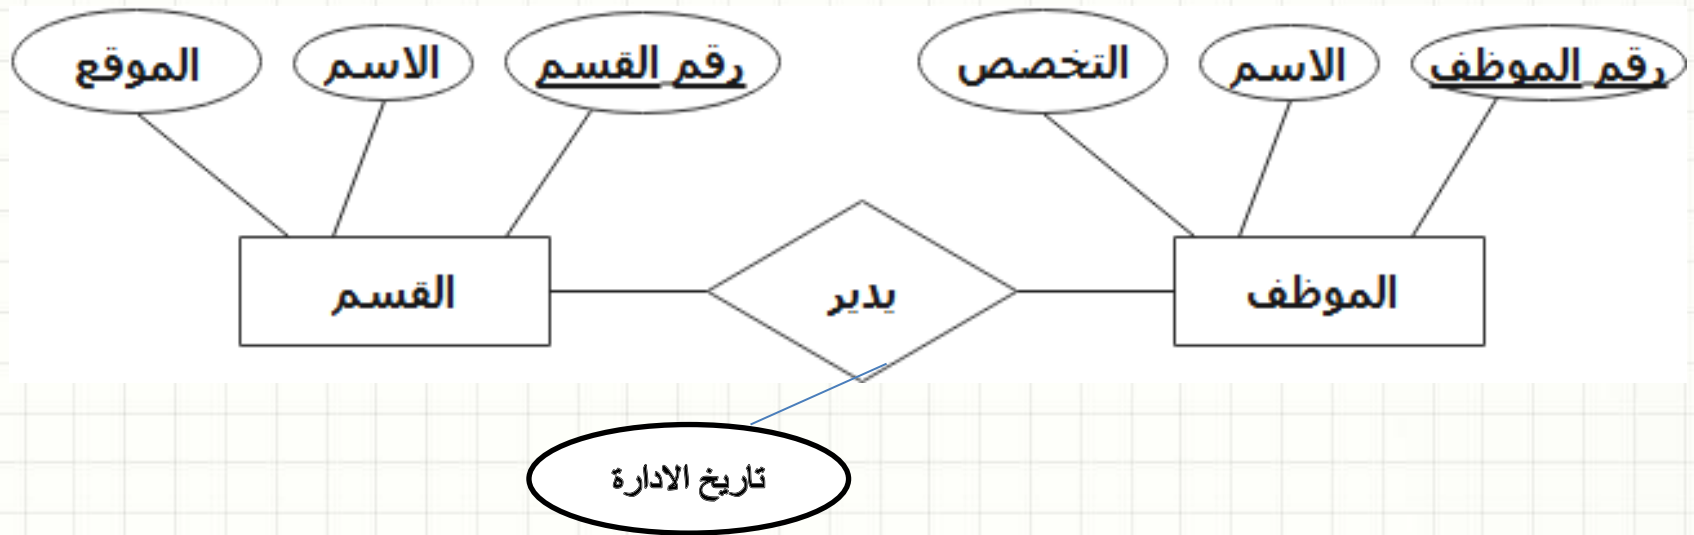 رقم الموظف
الاسم
التخصص
رقم القسم
الاسم
الموقع
الموظف
يدير
القسم
تاريخ الادارة